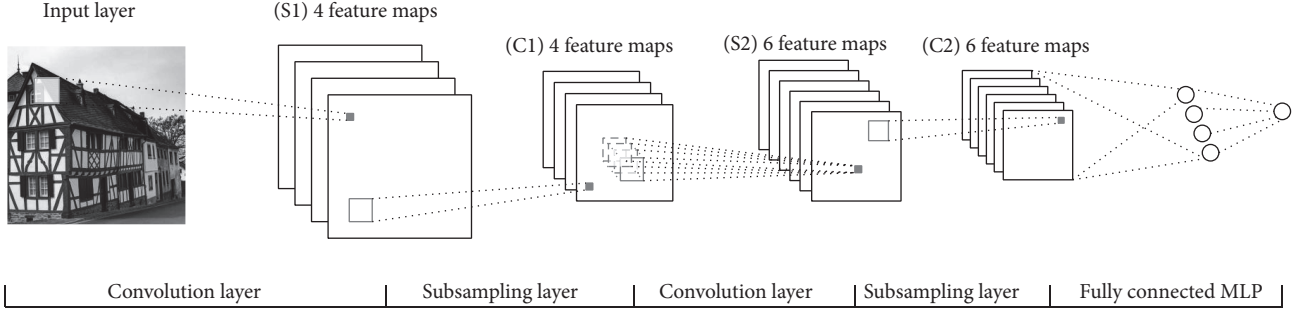 Input layer
(S1) 4 feature maps
(C1) 4 feature maps
(S2) 6 feature maps
(C2) 6 feature maps
Convolution layer
Subsampling layer
Convolution layer
Subsampling layer
Fully connected MLP